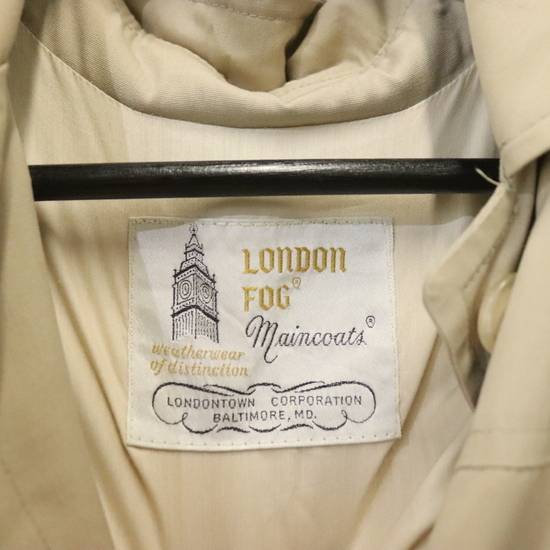 LONDON
FOG®
Maincoats®
weatherwear
of distinction
LONDONTOWN CORPORATION
BALTIMORE, MD.